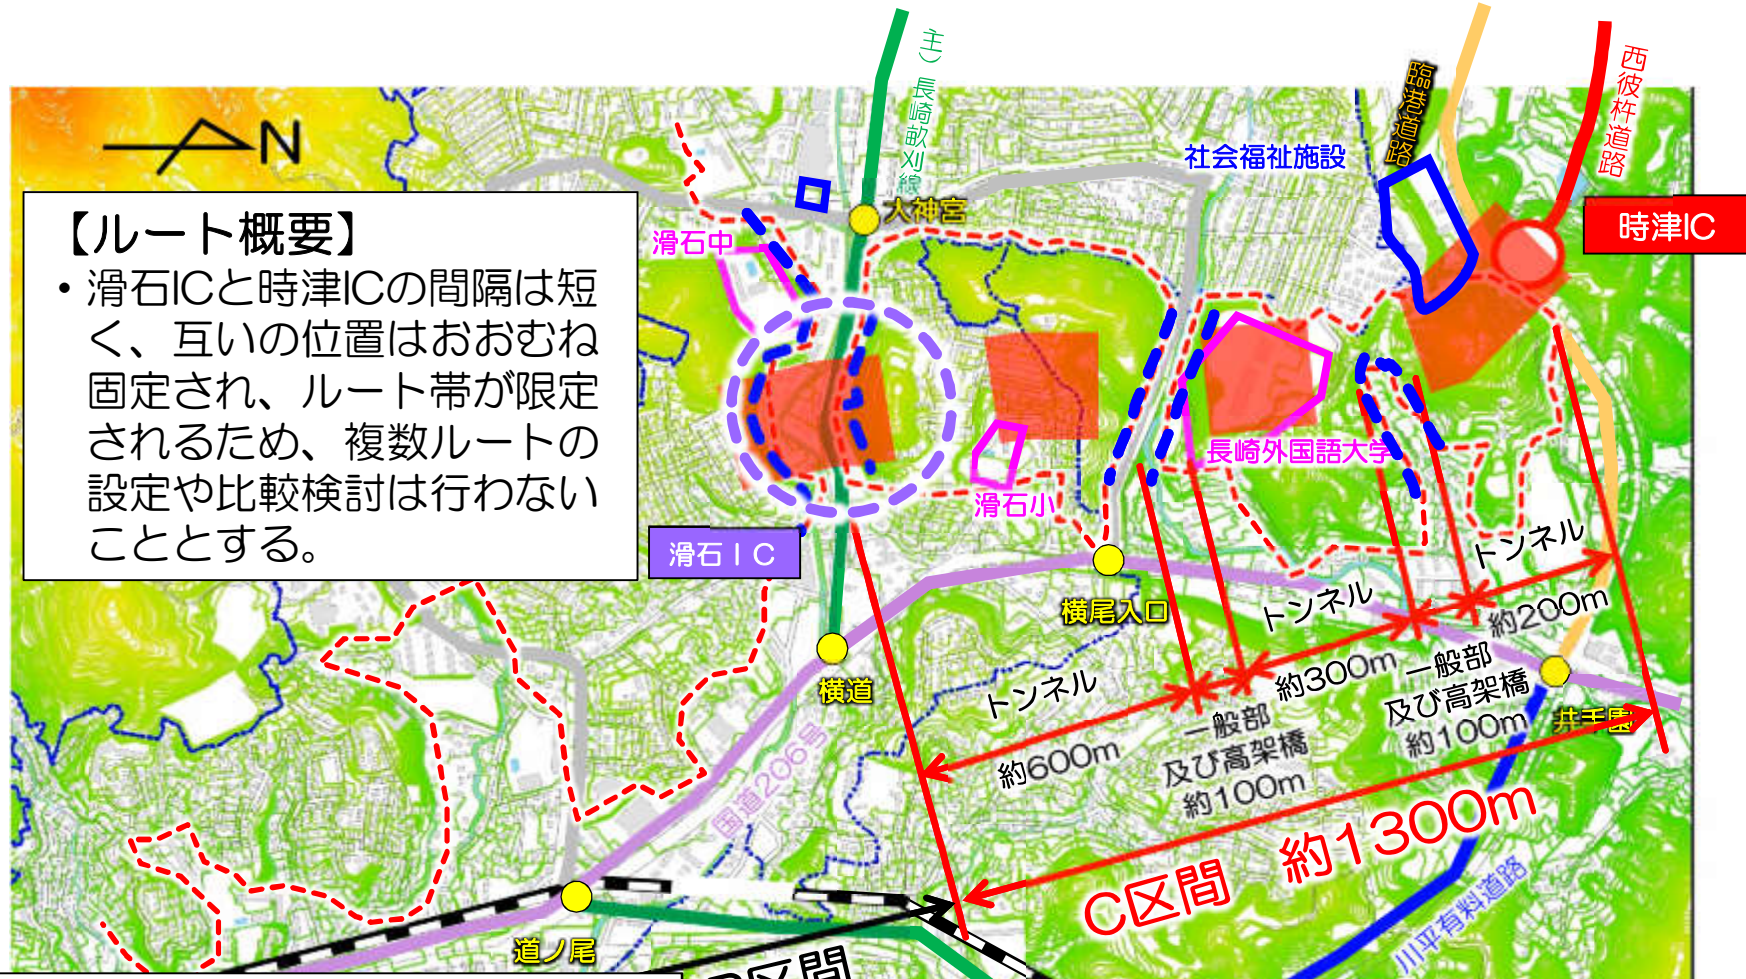 主）長崎畝刈線
臨港道路
西彼杵道路
N
社会福祉施設
時津IC
大神宮
滑石中
【ルート概要】
・滑石ICと時津ICの間隔は短
く、互いの位置はおおむね
固定され、ルート帯が限定
されるため、複数ルートの
設定や比較検討は行わない
こととする。
長崎外国語大学
滑石小
滑石ＩＣ
横尾入口
横道
トンネル
約600m
一般部
及び高架橋
約100m
トンネル
約300m
一般部
及び高架橋
約100m
トンネル
約200m
井手園
国道206号
C区間　約1300m
川平有料道路
道ノ尾
区間